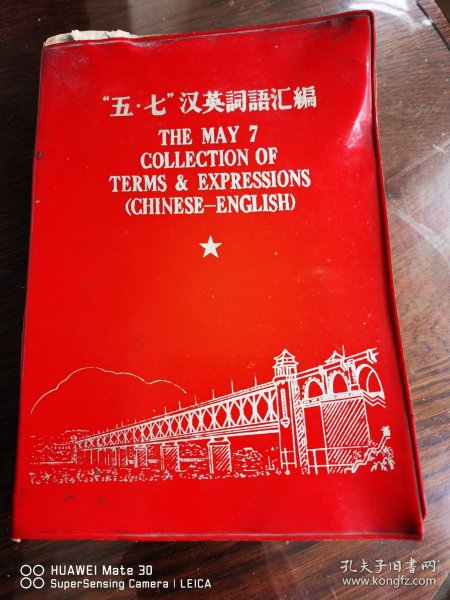 “五·七”汉英詞語汇編
THE MAY 7
COLLECTION OF
TERMS & EXPRESSIONS
(CHINESE—ENGLISH)
HUAWEI Mate 30
SuperSensing Camera | LEICA
孔夫子旧书网
www.kongfz.com